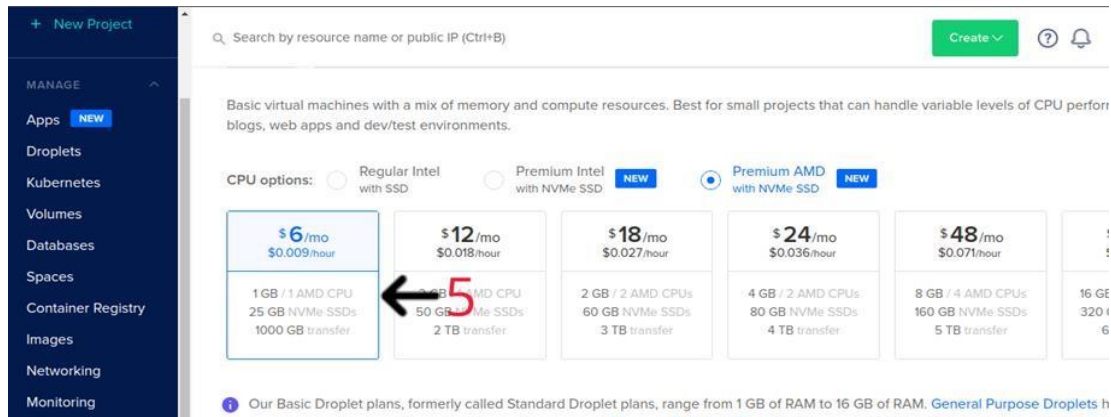 + New Project
Search by resource name or public IP (Ctrl+B)
Create
MANAGE
Apps NEW
Droplets
Kubernetes
Volumes
Databases
Spaces
Container Registry
Images
Networking
Monitoring
Basic virtual machines with a mix of memory and compute resources. Best for small projects that can handle variable levels of CPU
blogs, web apps and dev/test environments.
CPU options:
Regular Intel
with SSD
Premium Intel
with NVMe SSD
NEW
Premium AMD
with NVMe SSD
NEW
$6/mo
$0.009/hour
1 GB / 1 AMD CPU
25 GB NVMe SSDs
1000 GB transfer
5
$12/mo
$0.018/hour
GB / AMD CPU
50 GB SSDs
2 TB transfer
$18/mo
$0.027/hour
2 GB / 2 AMD CPUs
60 GB NVMe SSDs
3 TB transfer
$24/mo
$0.036/hour
4 GB / 2 AMD CPUs
80 GB NVMe SSDs
4 TB transfer
$48/mo
$0.071/hour
8 GB / 4 AMD CPUs
160 GB NVMe SSDs
5 TB transfer
16 GB
320
6
Our Basic Droplet plans, formerly called Standard Droplet plans, range from 1 GB of RAM to 16 GB of RAM. General Purpose Droplets